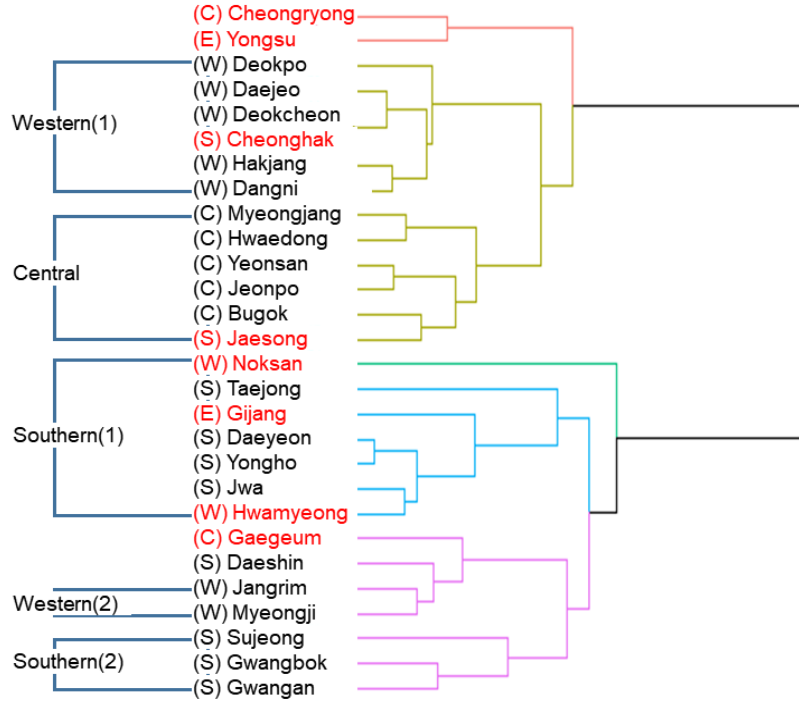 (C) Cheongryong
(E) Yongsu
(W) Deokpo
(W) Daejeo
(W) Deokcheon
(S) Cheonghak
(W) Hakjang
(W) Dangni
(C) Myeongjang
(C) Hwaedong
(C) Yeonsan
(C) Jeonpo
(C) Bugok
(S) Jaesong
(W) Noksan
(S) Taejong
(E) Gijang
(S) Daeyeon
(S) Yongho
(S) Jwa
(W) Hwamyeong
(C) Gaegeum
(S) Daeshin
(W) Jangrim
(W) Myeongji
(S) Sujeong
(S) Gwangbok
(S) Gwangan
Western(1)
Central
Southern(1)
Western(2)
Southern(2)